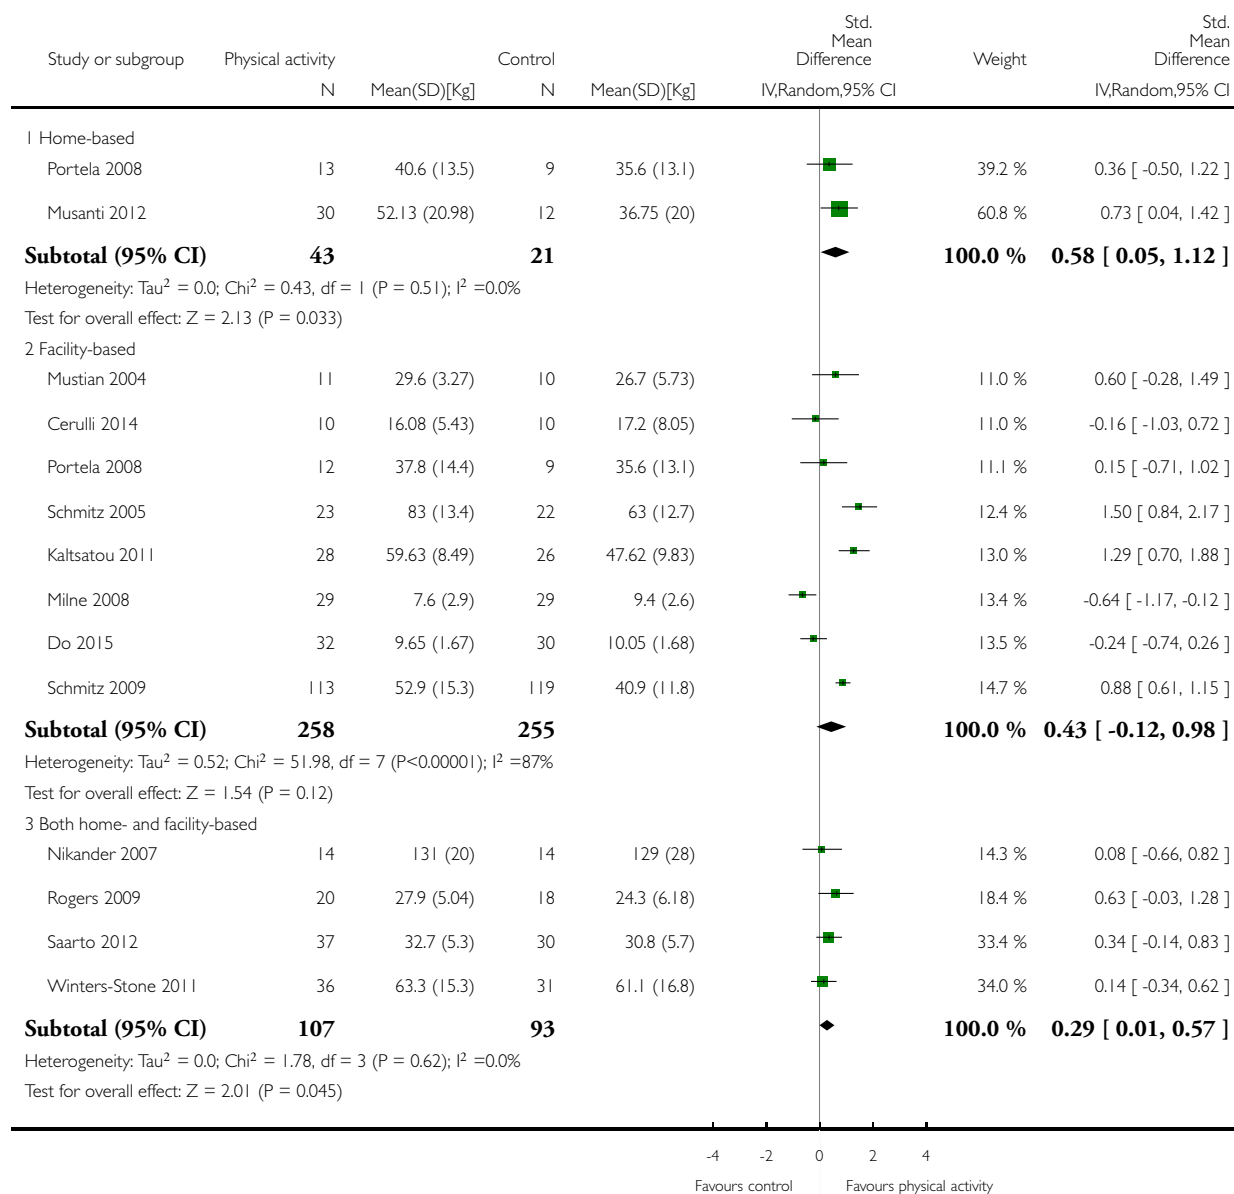 Std. Std.
Mean Mean
Study or subgroup Physical activity Control Difference Weight Difference
N Mean(SD)[Kg] N Mean(SD)[Kg] IV,Random,95% CI IV,Random,95% CI
1 Home-based
Portela 2008 13 40.6 (13.5) 9 35.6 (13.1) 39.2 % 0.36 [ -0.50, 1.22 ]
Musanti 2012 30 52.13 (20.98) 12 36.75 (20) 60.8 % 0.73 [ 0.04, 1.42 ]
Subtotal (95% CI) 43 21 100.0 % 0.58 [ 0.05, 1.12 ]
Heterogeneity: Tau² = 0.0; Chi² = 0.43, df = 1 (P = 0.51); I² =0.0%
Test for overall effect: Z = 2.13 (P = 0.033)
2 Facility-based
Mustian 2004 11 29.6 (3.27) 10 26.7 (5.73) 11.0 % 0.60 [ -0.28, 1.49 ]
Cerulli 2014 10 16.08 (5.43) 10 17.2 (8.05) 11.0 % -0.16 [ -1.03, 0.72 ]
Portela 2008 12 37.8 (14.4) 9 35.6 (13.1) 11.1 % 0.15 [ -0.71, 1.02 ]
Schmitz 2005 23 83 (13.4) 22 63 (12.7) 12.4 % 1.50 [ 0.84, 2.17 ]
Kaltsatou 2011 28 59.63 (8.49) 26 47.62 (9.83) 13.0 % 1.29 [ 0.70, 1.88 ]
Milne 2008 29 7.6 (2.9) 29 9.4 (2.6) 13.4 % -0.64 [ -1.17, -0.12 ]
Do 2015 32 9.65 (1.67) 30 10.05 (1.68) 13.5 % -0.24 [ -0.74, 0.26 ]
Schmitz 2009 113 52.9 (15.3) 119 40.9 (11.8) 14.7 % 0.88 [ 0.61, 1.15 ]
Subtotal (95% CI) 258 255 100.0 % 0.43 [ -0.12, 0.98 ]
Heterogeneity: Tau² = 0.52; Chi² = 51.98, df = 7 (P<0.00001); I² =87%
Test for overall effect: Z = 1.54 (P = 0.12)
3 Both home- and facility-based
Nikander 2007 14 131 (20) 14 129 (28) 14.3 % 0.08 [ -0.66, 0.82 ]
Rogers 2009 20 27.9 (5.04) 18 24.3 (6.18) 18.4 % 0.63 [ -0.03, 1.28 ]
Saarto 2012 37 32.7 (5.3) 30 30.8 (5.7) 33.4 % 0.34 [ -0.14, 0.83 ]
Winters-Stone 2011 36 63.3 (15.3) 31 61.1 (16.8) 34.0 % 0.14 [ -0.34, 0.62 ]
Subtotal (95% CI) 107 93 100.0 % 0.29 [ 0.01, 0.57 ]
Heterogeneity: Tau² = 0.0; Chi² = 1.78, df = 3 (P = 0.62); I² =0.0%
Test for overall effect: Z = 2.01 (P = 0.045)
-4 -2 0 2 4
Favours control Favours physical activity